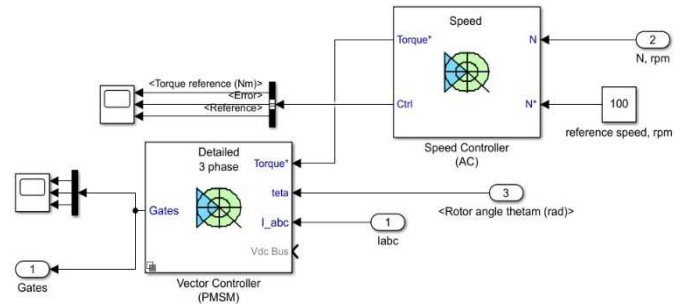 Speed
Torque*
N
2
N, rpm
<Torque reference (Nm)>
<Error>
<Reference>
Ctrl
N*
100
reference speed, rpm
Speed Controller
(AC)
Detailed
3 phase
Torque*
teta
3
<Rotor angle thetam (rad)>
Gates
I_abc
1
Iabc
Vdc Bus
1
Gates
Vector Controller
(PMSM)